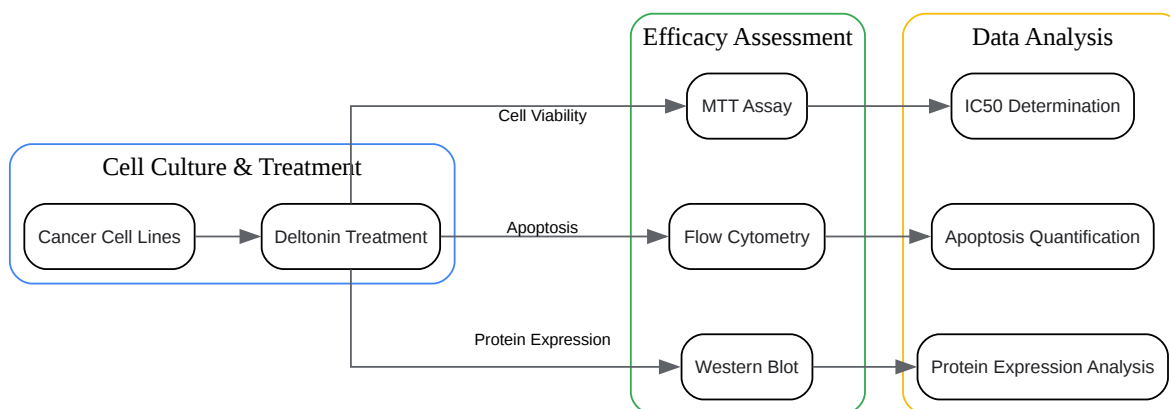 Efficacy Assessment
Data Analysis
MTT Assay
IC50 Determination
Cell Viability
Cell Culture & Treatment
Cancer Cell Lines
Deltonin Treatment
Apoptosis
Flow Cytometry
Apoptosis Quantification
Protein Expression
Western Blot
Protein Expression Analysis